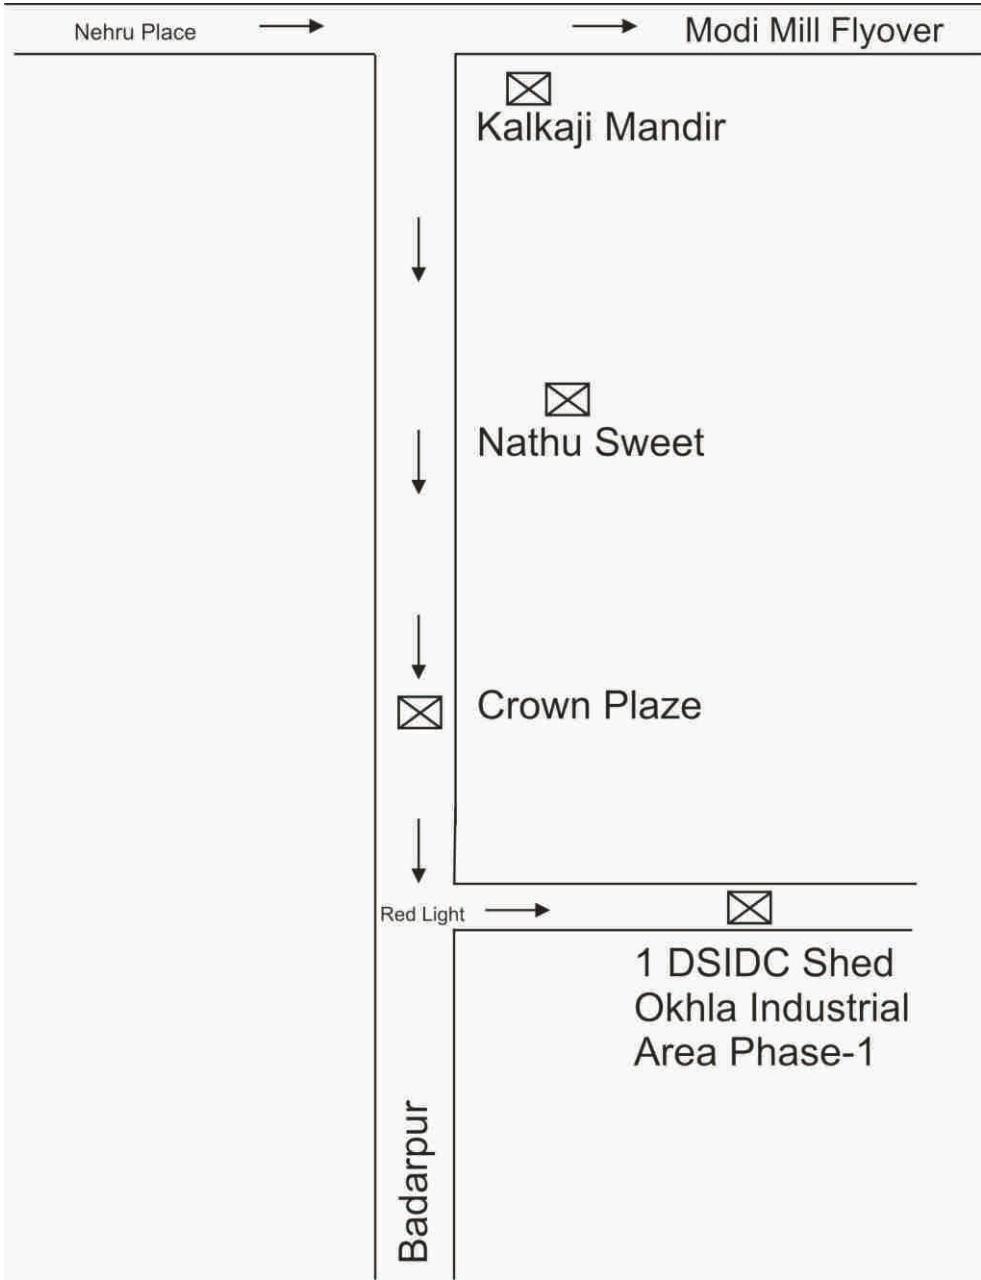 Nehru Place
Modi Mill Flyover
Kalkaji Mandir
Nathu Sweet
Crown Plaze
Red Light
1 DSIDC Shed
Okhla Industrial
Area Phase-1
Badarpur